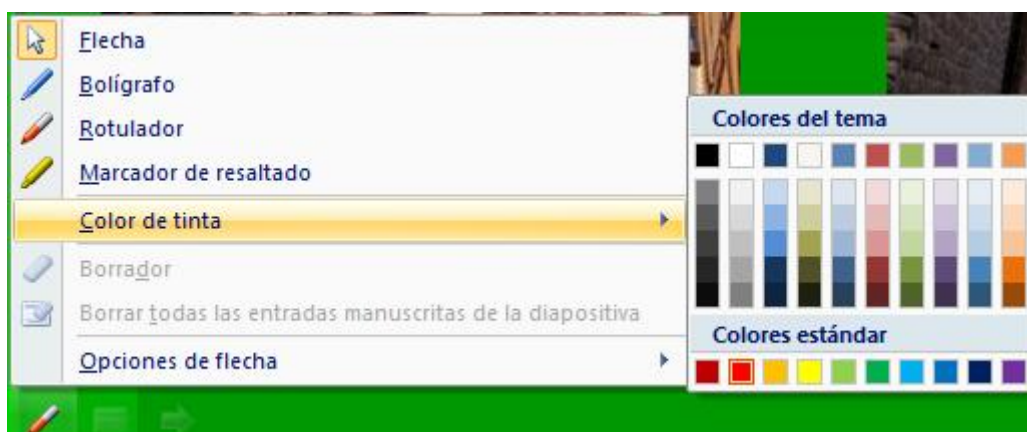 Flecha
Bolígrafo
Rotulador
Marcador de resaltado
Color de tinta
Borrador
Borrar todas las entradas manuscritas de la diapositiva
Opciones de flecha
Colores del tema
Colores estándar